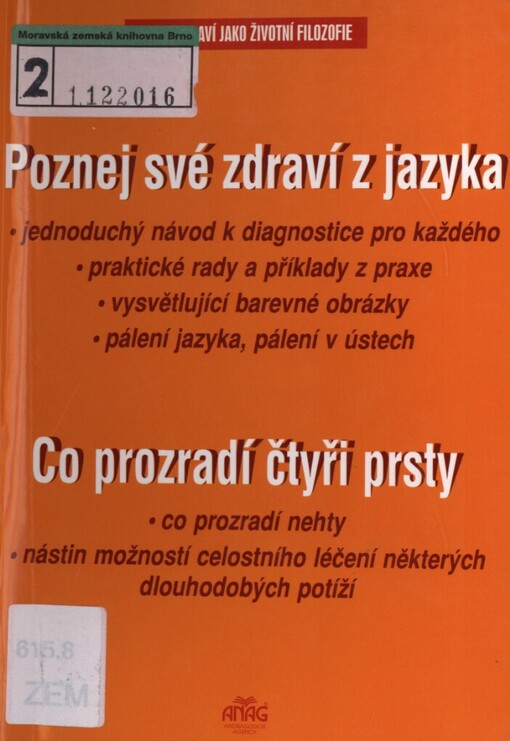 Moravská zemská knihovna Brno
JAKO ŽIVOTNÍ FILOZOFIE
2
1.122016
Poznej své zdraví z jazyka
• jednoduchý návod k diagnostice pro každého
• praktické rady a příklady z praxe
• vysvětlující barevné obrázky
• pálení jazyka, pálení v ústech
Co prozradí čtyři prsty
• co prozradí nehty
• nástin možností celostního léčení některých
dlouhodobých potíží
615.8
ZEM
ANAG